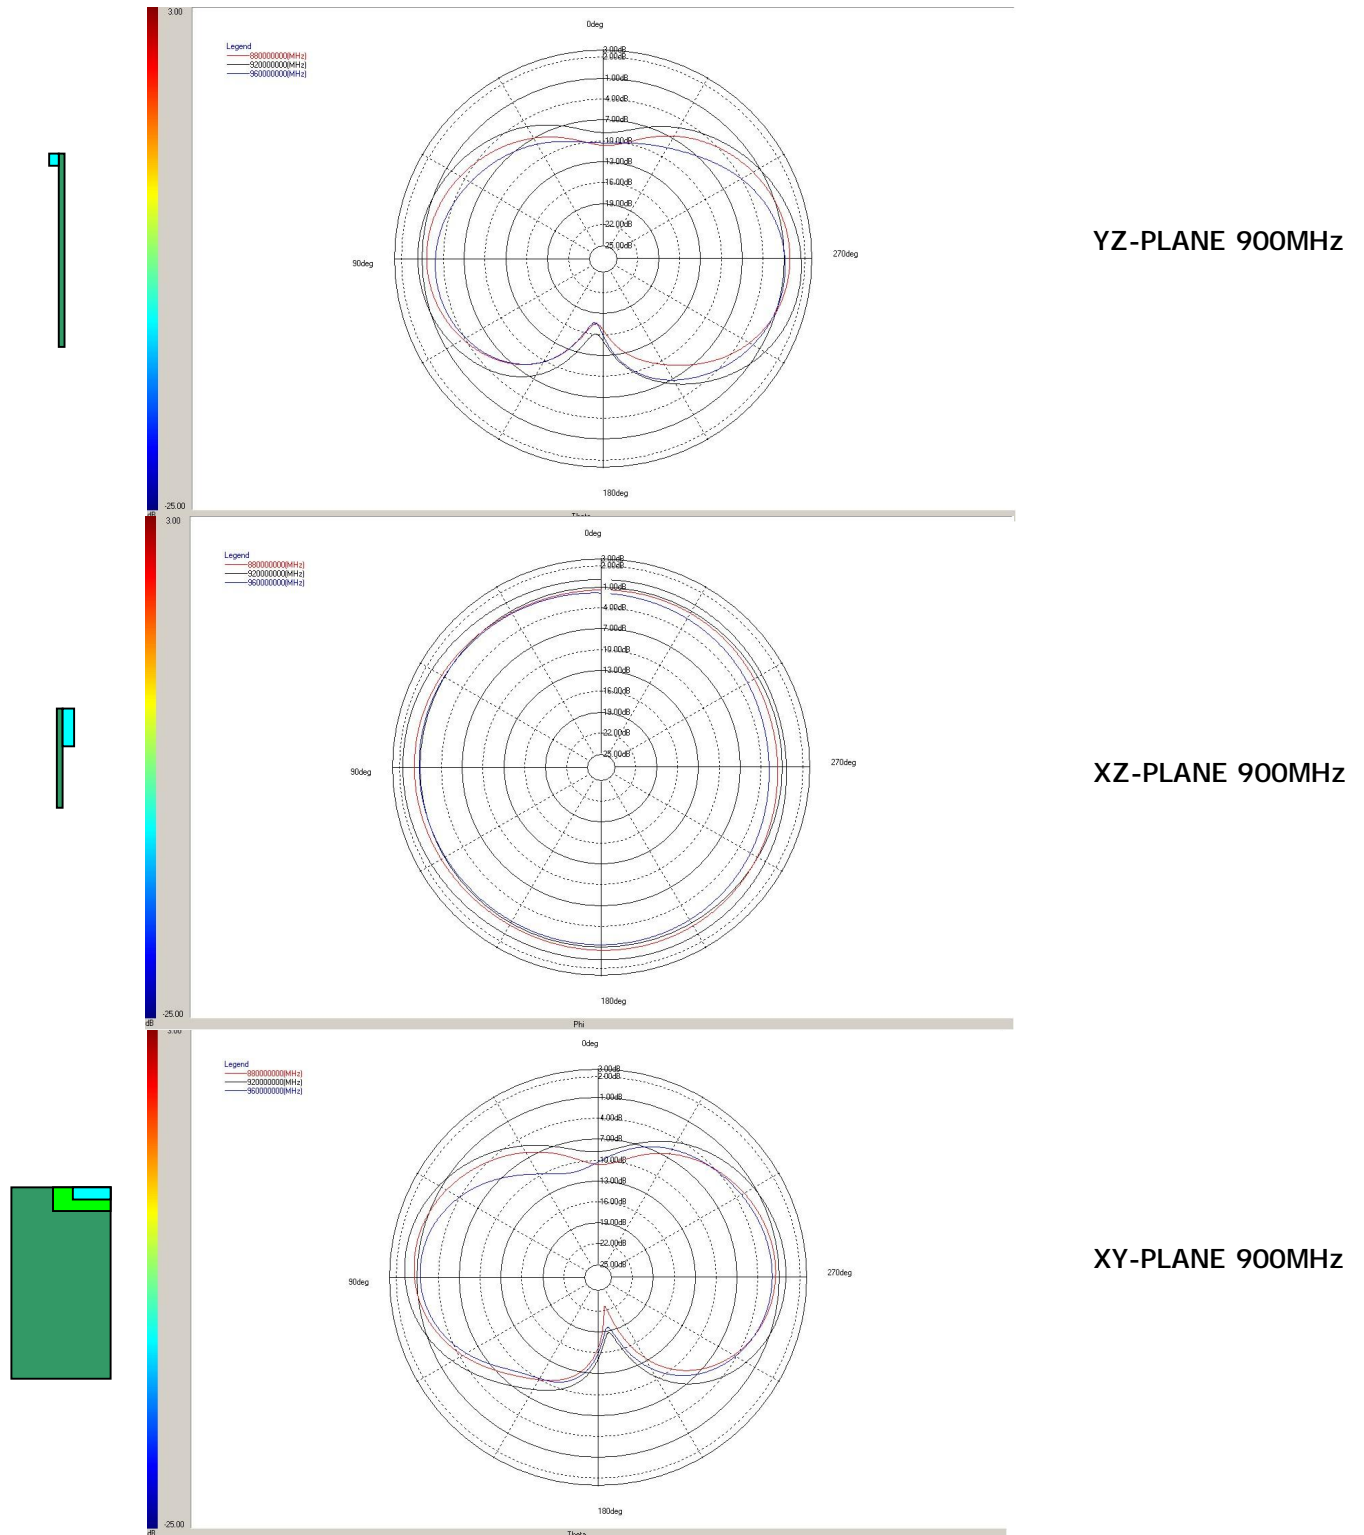 3.00
0deg
Legend
880000000(MHz)
920000000(MHz)
960000000(MHz)
3.00dB
2.00dB
1.00dB
4.00dB
7.00dB
10.00dB
13.00dB
16.00dB
19.00dB
22.00dB
25.00dB
90deg
270deg
180deg
-25.00
YZ-PLANE 900MHz
3.00
0deg
Legend
880000000(MHz)
920000000(MHz)
960000000(MHz)
3.00dB
2.00dB
1.00dB
4.00dB
7.00dB
10.00dB
13.00dB
16.00dB
19.00dB
22.00dB
25.00dB
90deg
270deg
180deg
-25.00
dB
Phi
XZ-PLANE 900MHz
3.00
0deg
Legend
880000000(MHz)
920000000(MHz)
960000000(MHz)
3.00dB
2.00dB
1.00dB
4.00dB
7.00dB
10.00dB
13.00dB
16.00dB
19.00dB
22.00dB
25.00dB
90deg
270deg
180deg
-25.00
dB
XY-PLANE 900MHz